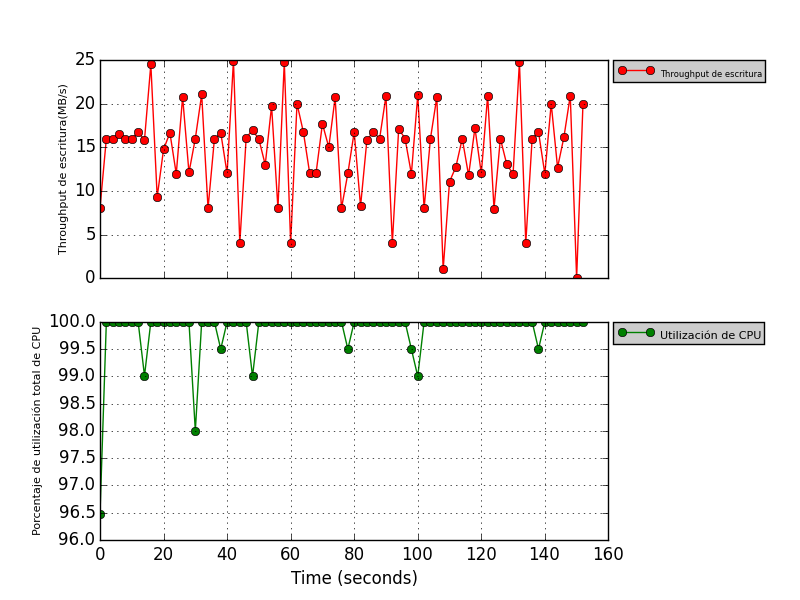 25
20
15
10
5
0
Throughput de escritura(MB/s)
Throughput de escritura
100.0
99.5
99.0
98.5
98.0
97.5
97.0
96.5
96.0
Porcentaje de utilización total de CPU
Utilización de CPU
0 20 40 60 80 100 120 140 160
Time (seconds)